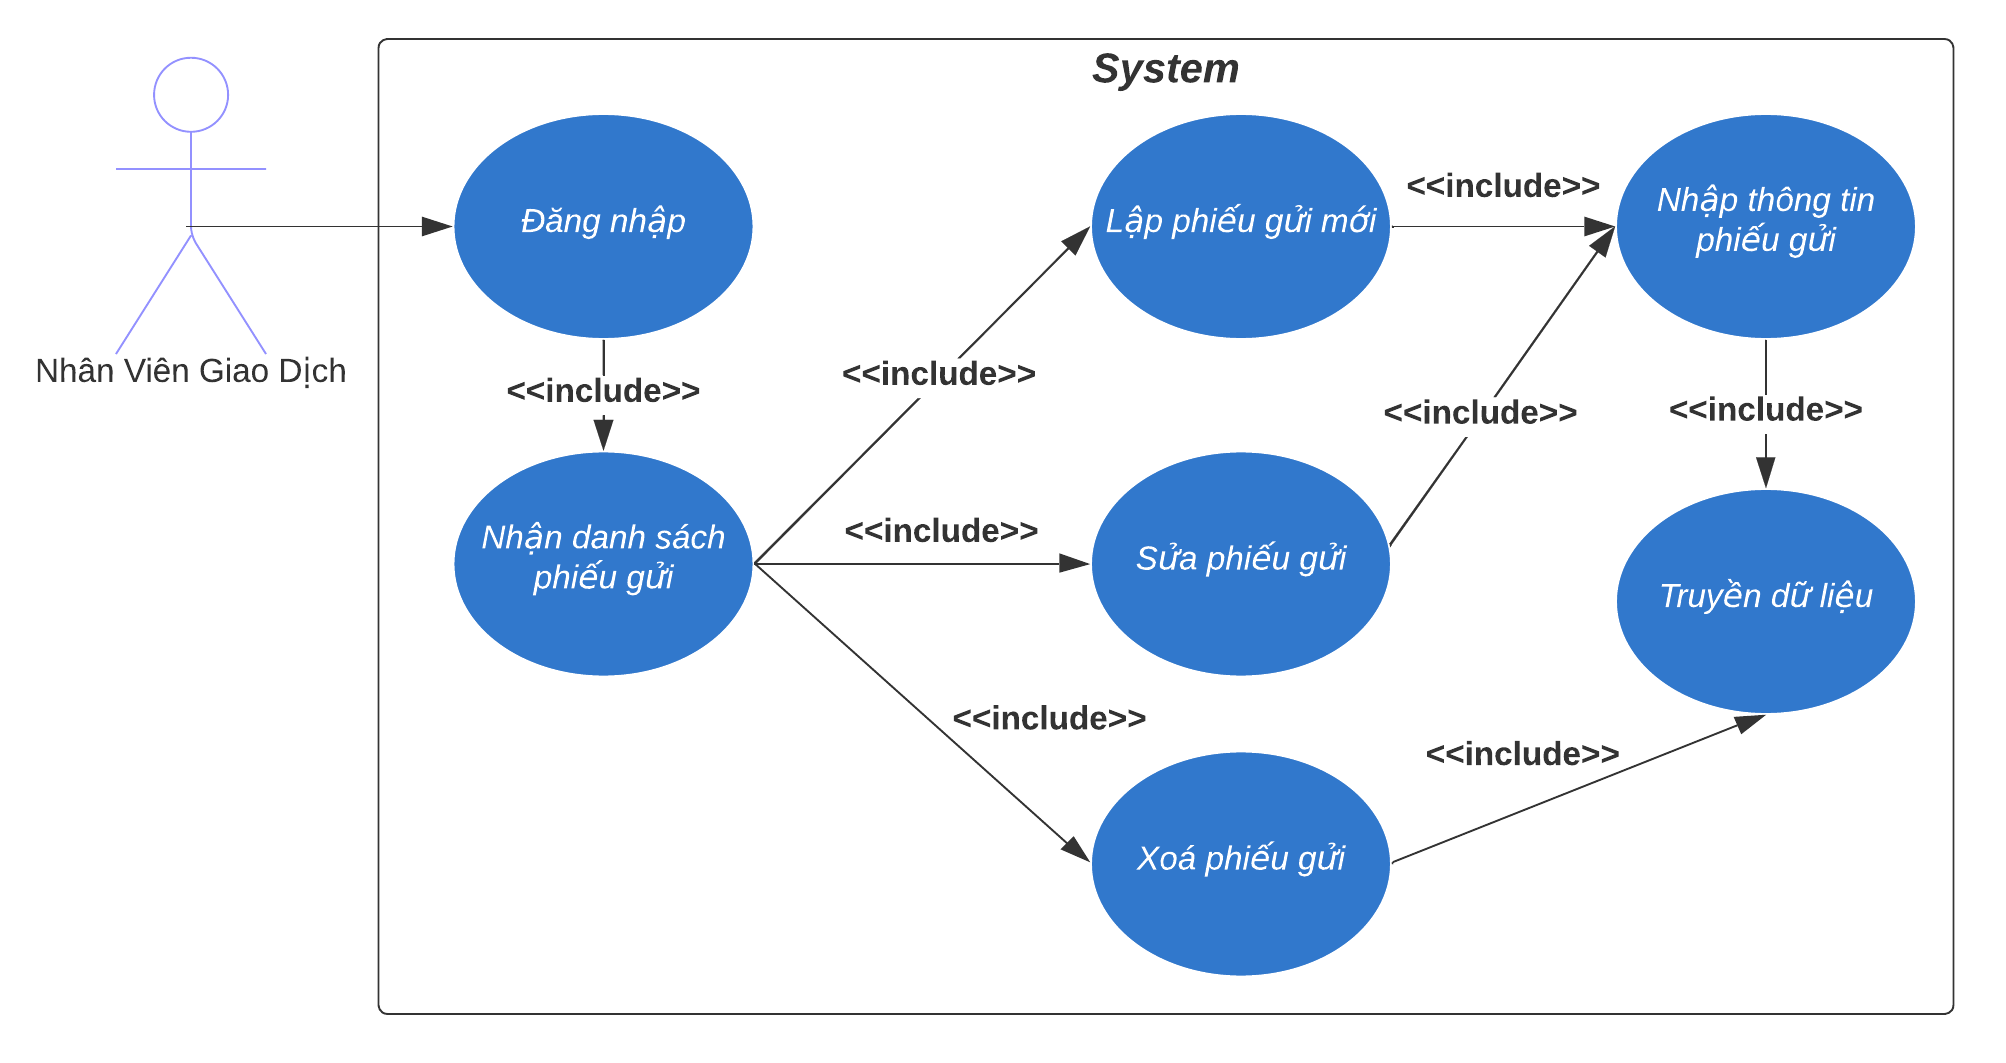 System
Nhân Viên Giao Dịch
Đăng nhập
<<include>>
Nhận danh sách
phiếu gửi
<<include>>
<<include>>
<<include>>
Lập phiếu gửi mới
<<include>>
Sửa phiếu gửi
<<include>>
Xoá phiếu gửi
<<include>>
Nhập thông tin
phiếu gửi
<<include>>
Truyền dữ liệu